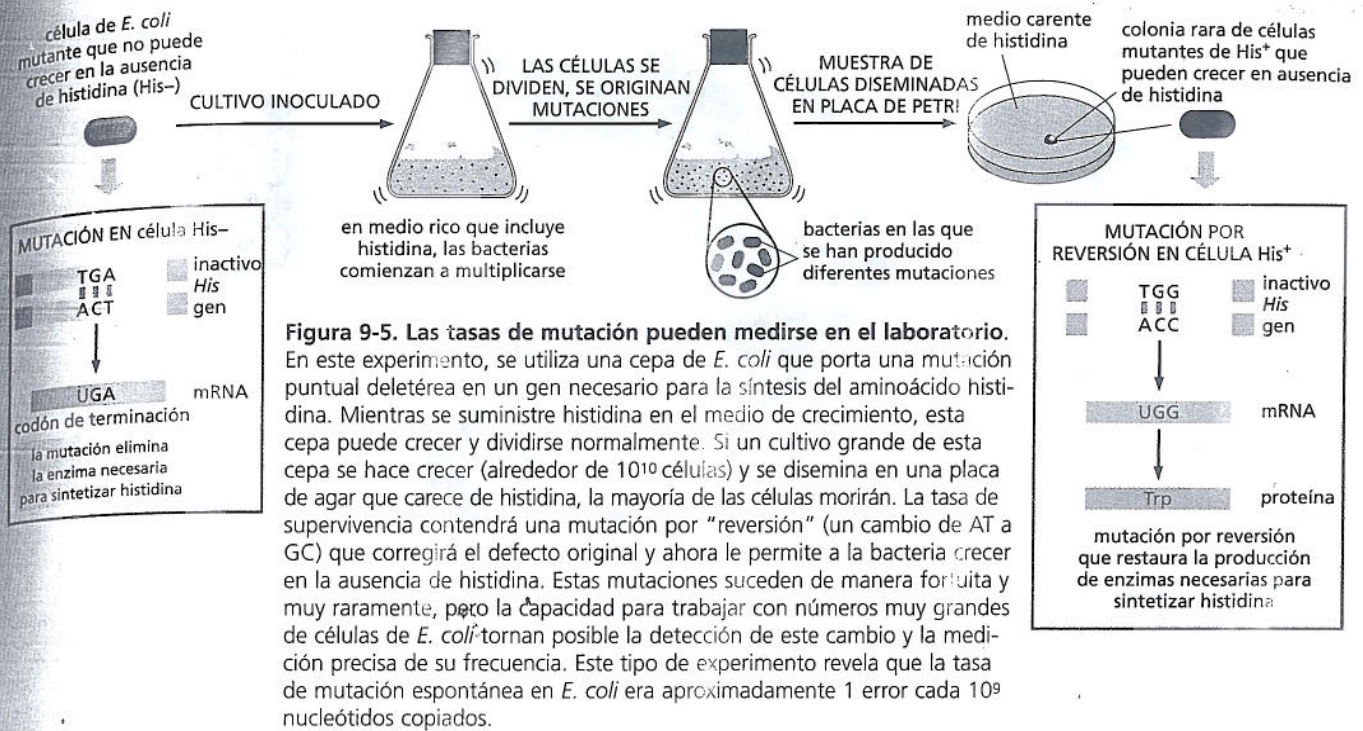 célula de E. coli
mutante que no puede
crecer en la ausencia
de histidina (His–)
CULTIVO INOCULADO
LAS CÉLULAS SE
DIVIDEN, SE ORIGINAN
MUTACIONES
MUESTRA DE
CÉLULAS DISEMINADAS
EN PLACA DE PETRI
medio carente
de histidina
colonia rara de células
mutantes de His+ que
pueden crecer en ausencia
de histidina
en medio rico que incluye
histidina, las bacterias
comienzan a multiplicarse
bacterias en las que
se han producido
diferentes mutaciones
MUTACIÓN EN célula His–
TGA
ACT
inactivo
His
gen
UGA
mRNA
codón de terminación
la mutación elimina
la enzima necesaria
para sintetizar histidina
MUTACIÓN POR
REVERSIÓN EN CÉLULA His+
TGG
ACC
inactivo
His
gen
UGG
mRNA
Trp
proteína
mutación por reversión
que restaura la producción
de enzimas necesarias para
sintetizar histidina
Figura 9-5. Las tasas de mutación pueden medirse en el laboratorio.
En este experimento, se utiliza una cepa de E. coli que porta una mutación
puntual deletérea en un gen necesario para la síntesis del aminoácido histi-
dina. Mientras se suministre histidina en el medio de crecimiento, esta
cepa puede crecer y dividirse normalmente. Si un cultivo grande de esta
cepa se hace crecer (alrededor de 10¹⁰ células) y se disemina en una placa
de agar que carece de histidina, la mayoría de las células morirán. La tasa de
supervivencia contendrá una mutación por "reversión" (un cambio de AT a
GC) que corregirá el defecto original y ahora le permite a la bacteria crecer
en la ausencia de histidina. Estas mutaciones suceden de manera fortuita y
muy raramente, pero la capacidad para trabajar con números muy grandes
de células de E. coli tornan posible la detección de este cambio y la medi-
ción precisa de su frecuencia. Este tipo de experimento revela que la tasa
de mutación espontánea en E. coli era aproximadamente 1 error cada 10⁹
nucleótidos copiados.